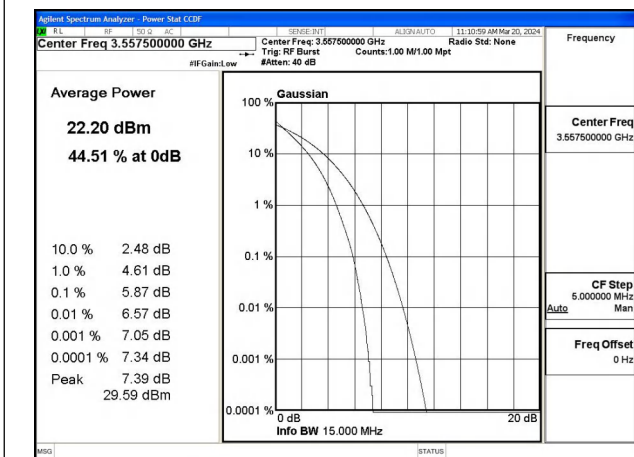 Agilent Spectrum Analyzer - Power Stat CCDF
RL RF 50 Ω AC SENSE:INT ALIGN AUTO 11:10:59 AM Mar 20, 2024
Center Freq 3.557500000 GHz
Center Freq: 3.557500000 GHz Radio Std: None
Trig: RF Burst Counts:1.00 M/1.00 Mpt
#IFGain:Low #Atten: 40 dB
Frequency
Average Power
22.20 dBm
44.51 % at 0dB
10.0 % 2.48 dB
1.0 % 4.61 dB
0.1 % 5.87 dB
0.01 % 6.57 dB
0.001 % 7.05 dB
0.0001 % 7.34 dB
Peak 7.39 dB
29.59 dBm
Gaussian
100 %
10 %
1 %
0.1 %
0.01 %
0.001 %
0.0001 %
0 dB 20 dB
Info BW 15.000 MHz
Center Freq
3.557500000 GHz
CF Step
5.000000 MHz
Auto Man
Freq Offset
0 Hz
MSG STATUS